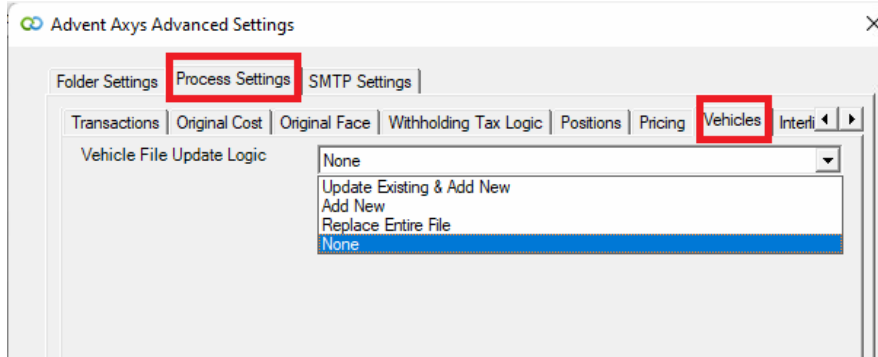 Advent Axys Advanced Settings
Folder Settings Process Settings SMTP Settings
Transactions Original Cost Original Face Withholding Tax Logic Positions Pricing Vehicles Interli
Vehicle File Update Logic None
Update Existing & Add New
Add New
Replace Entire File
None